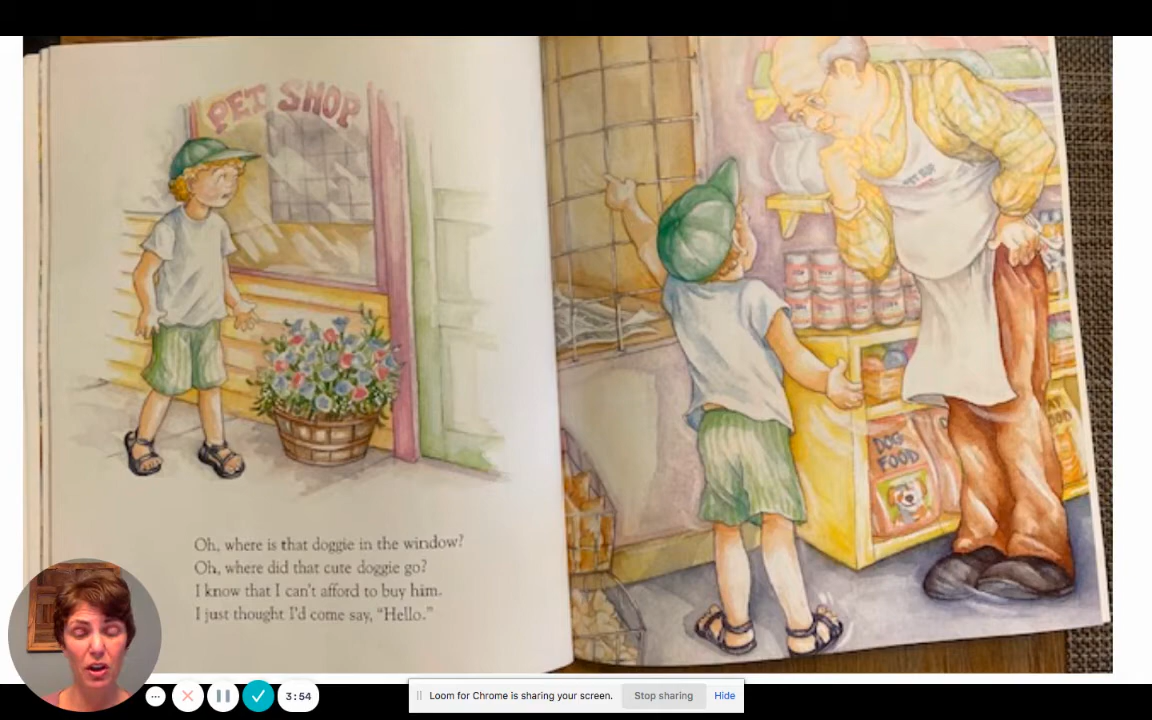 PET SHOP
Oh, where is that doggie in the window?
Oh, where did that cute doggie go?
I know that I can't afford to buy him.
I just thought I'd come say, “Hello.”
DOG
FOOD
3:54
Loom for Chrome is sharing your screen.
Stop sharing
Hide